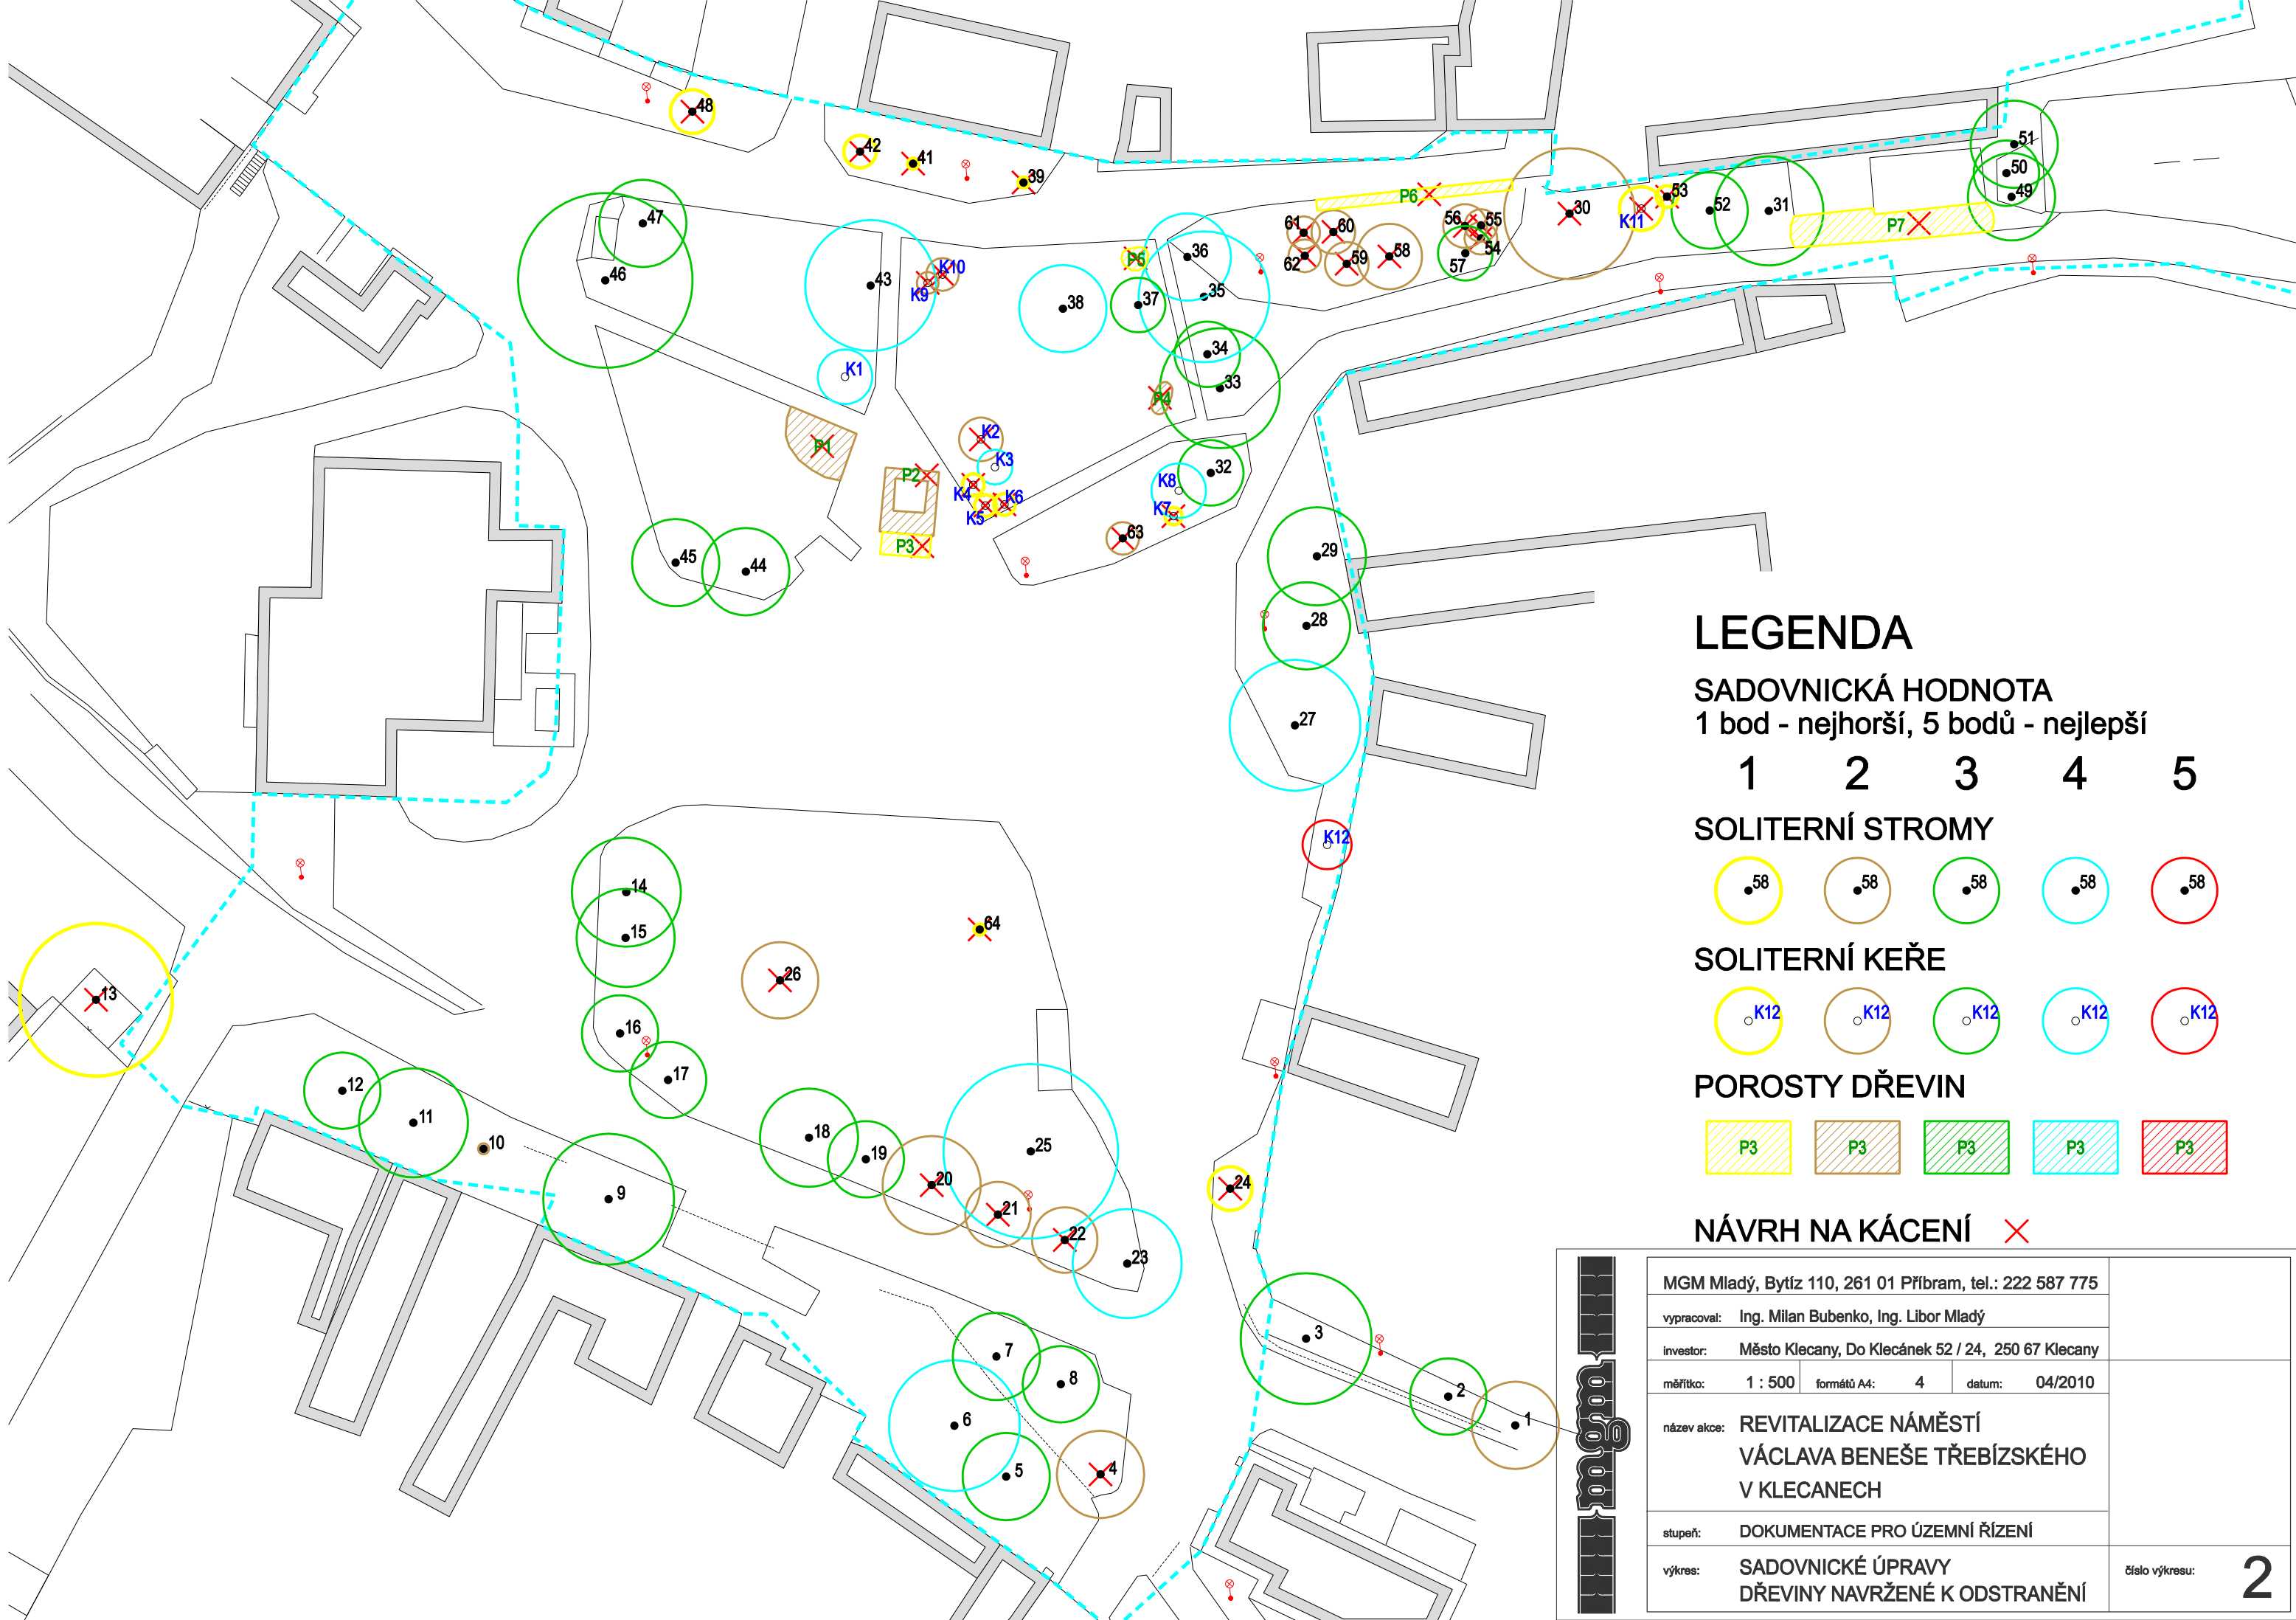 48
42
41
39
51
50
49
53
52
31
K11
30
P6
P7
47
46
43
K10
K9
38
P5
36
35
37
34
33
P4
61
60
62
59
58
56
55
54
57
K1
P1
P2
P3
K2
K3
K4
K5
K6
K8
K7
32
63
45
44
29
28
27
K12
14
15
64
26
13
16
17
12
11
10
9
18
19
20
21
22
25
23
24
7
8
6
5
4
3
2
1
LEGENDA
SADOVNICKÁ HODNOTA
1 bod - nejhorší, 5 bodů - nejlepší
1 2 3 4 5
SOLITERNÍ STROMY
58 58 58 58 58
SOLITERNÍ KEŘE
K12 K12 K12 K12 K12
POROSTY DŘEVIN
P3 P3 P3 P3 P3
NÁVRH NA KÁCENÍ
mgm
MGM Mladý, Bytíz 110, 261 01 Příbram, tel.: 222 587 775
vypracoval: Ing. Milan Bubenko, Ing. Libor Mladý
investor: Město Klecany, Do Klecánek 52 / 24, 250 67 Klecany
měřítko: 1 : 500 formátů A4: 4 datum: 04/2010
název akce: REVITALIZACE NÁMĚSTÍ
VÁCLAVA BENEŠE TŘEBÍZSKÉHO
V KLECANECH
stupeň: DOKUMENTACE PRO ÚZEMNÍ ŘÍZENÍ
výkres: SADOVNICKÉ ÚPRAVY
DŘEVINY NAVRŽENÉ K ODSTRANĚNÍ
číslo výkresu: 2